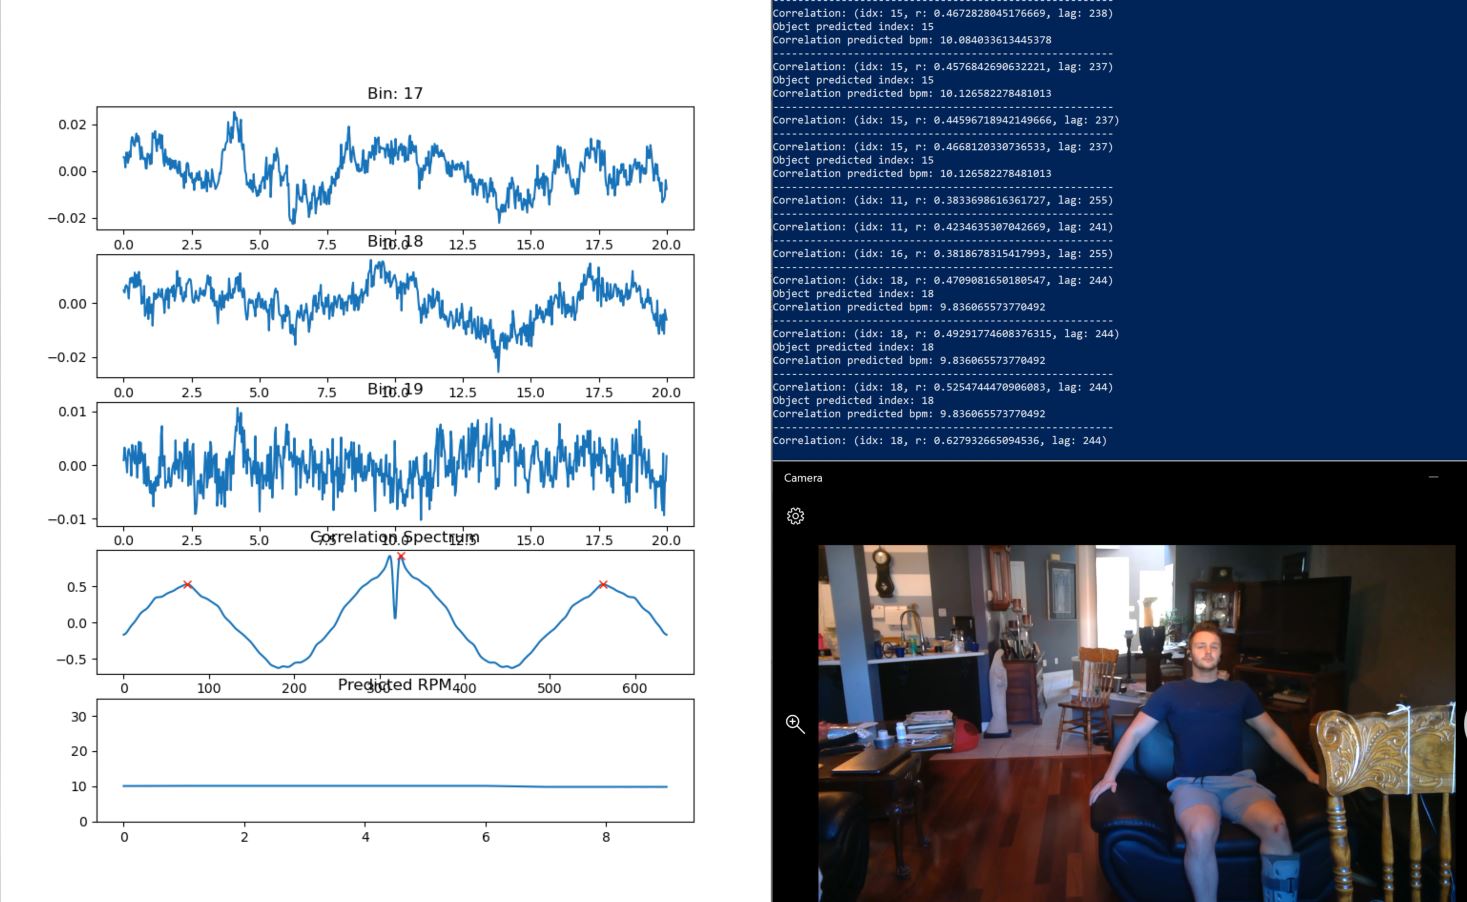 Bin: 17
0.02
0.00
−0.02
0.0 2.5 5.0 7.5 10.0 12.5 15.0 17.5 20.0
Bin: 18
0.00
−0.02
0.0 2.5 5.0 7.5 10.0 12.5 15.0 17.5 20.0
Bin: 19
0.01
0.00
−0.01
0.0 2.5 5.0 7.5 10.0 12.5 15.0 17.5 20.0
Correlation Spectrum
0.5
0.0
−0.5
0 100 200 300 400 500 600
Predicted RPM
30
20
10
0
0 2 4 6 8
Correlation: (idx: 15, r: 0.4672828045176669, lag: 238)
Object predicted index: 15
Correlation predicted bpm: 10.084033613445378
------------------------------------------------------
Correlation: (idx: 15, r: 0.4576842690632221, lag: 237)
Object predicted index: 15
Correlation predicted bpm: 10.126582278481013
------------------------------------------------------
Correlation: (idx: 15, r: 0.44596718942149666, lag: 237)
------------------------------------------------------
Correlation: (idx: 15, r: 0.4668120330736533, lag: 237)
Object predicted index: 15
Correlation predicted bpm: 10.126582278481013
------------------------------------------------------
Correlation: (idx: 11, r: 0.3833698616361727, lag: 255)
------------------------------------------------------
Correlation: (idx: 11, r: 0.4234635307042669, lag: 241)
------------------------------------------------------
Correlation: (idx: 16, r: 0.3818678315417993, lag: 255)
------------------------------------------------------
Correlation: (idx: 18, r: 0.4709081650180547, lag: 244)
Object predicted index: 18
Correlation predicted bpm: 9.836065573770492
------------------------------------------------------
Correlation: (idx: 18, r: 0.49291774608376315, lag: 244)
Object predicted index: 18
Correlation predicted bpm: 9.836065573770492
------------------------------------------------------
Correlation: (idx: 18, r: 0.5254744470906083, lag: 244)
Object predicted index: 18
Correlation predicted bpm: 9.836065573770492
------------------------------------------------------
Correlation: (idx: 18, r: 0.627932665094536, lag: 244)
Camera